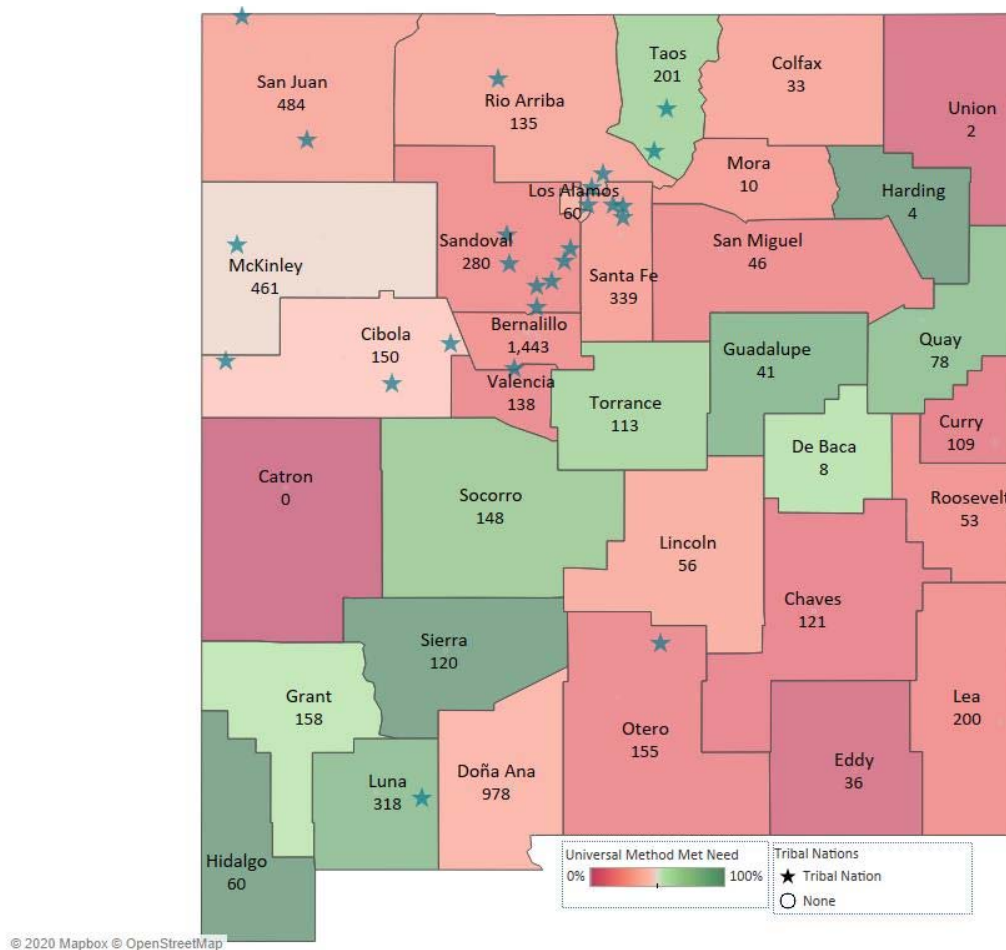 Taos
201
Colfax
33
San Juan
484
Rio Arriba
135
Union
2
Mora
10
Harding
4
Los Alamos
60
Sandoval
280
San Miguel
46
McKinley
461
Santa Fe
339
Bernalillo
1,443
Cibola
150
Guadalupe
41
Quay
78
Valencia
138
Torrance
113
Curry
109
De Baca
8
Catron
0
Socorro
148
Roosevelt
53
Lincoln
56
Chaves
121
Sierra
120
Grant
158
Lea
200
Otero
155
Eddy
36
Luna
318
Doña Ana
978
Hidalgo
60
Universal Method Met Need
0% 100%
Tribal Nations
Tribal Nation
None
© 2020 Mapbox © OpenStreetMap